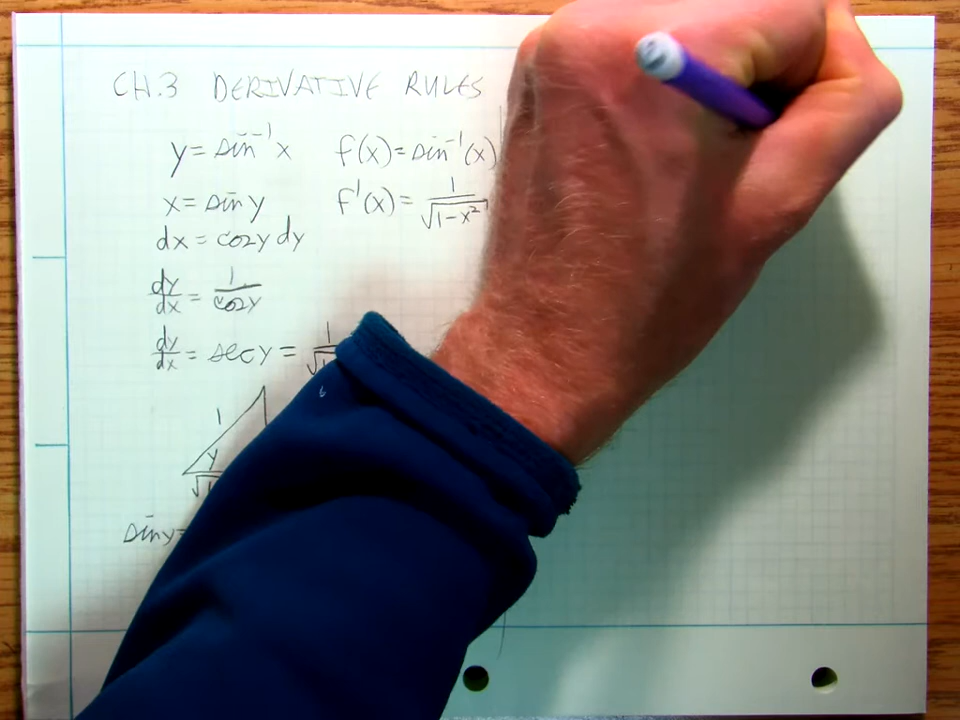 CH.3 DERIVATIVE RULES
y = sin⁻¹x f(x) = sin⁻¹(x)
x = sin y f'(x) = 1/√(1-x²)
dx = cos y dy
dy/dx = 1/cos y
dy/dx = sec y = 1/√
1
y
√1
sin y =